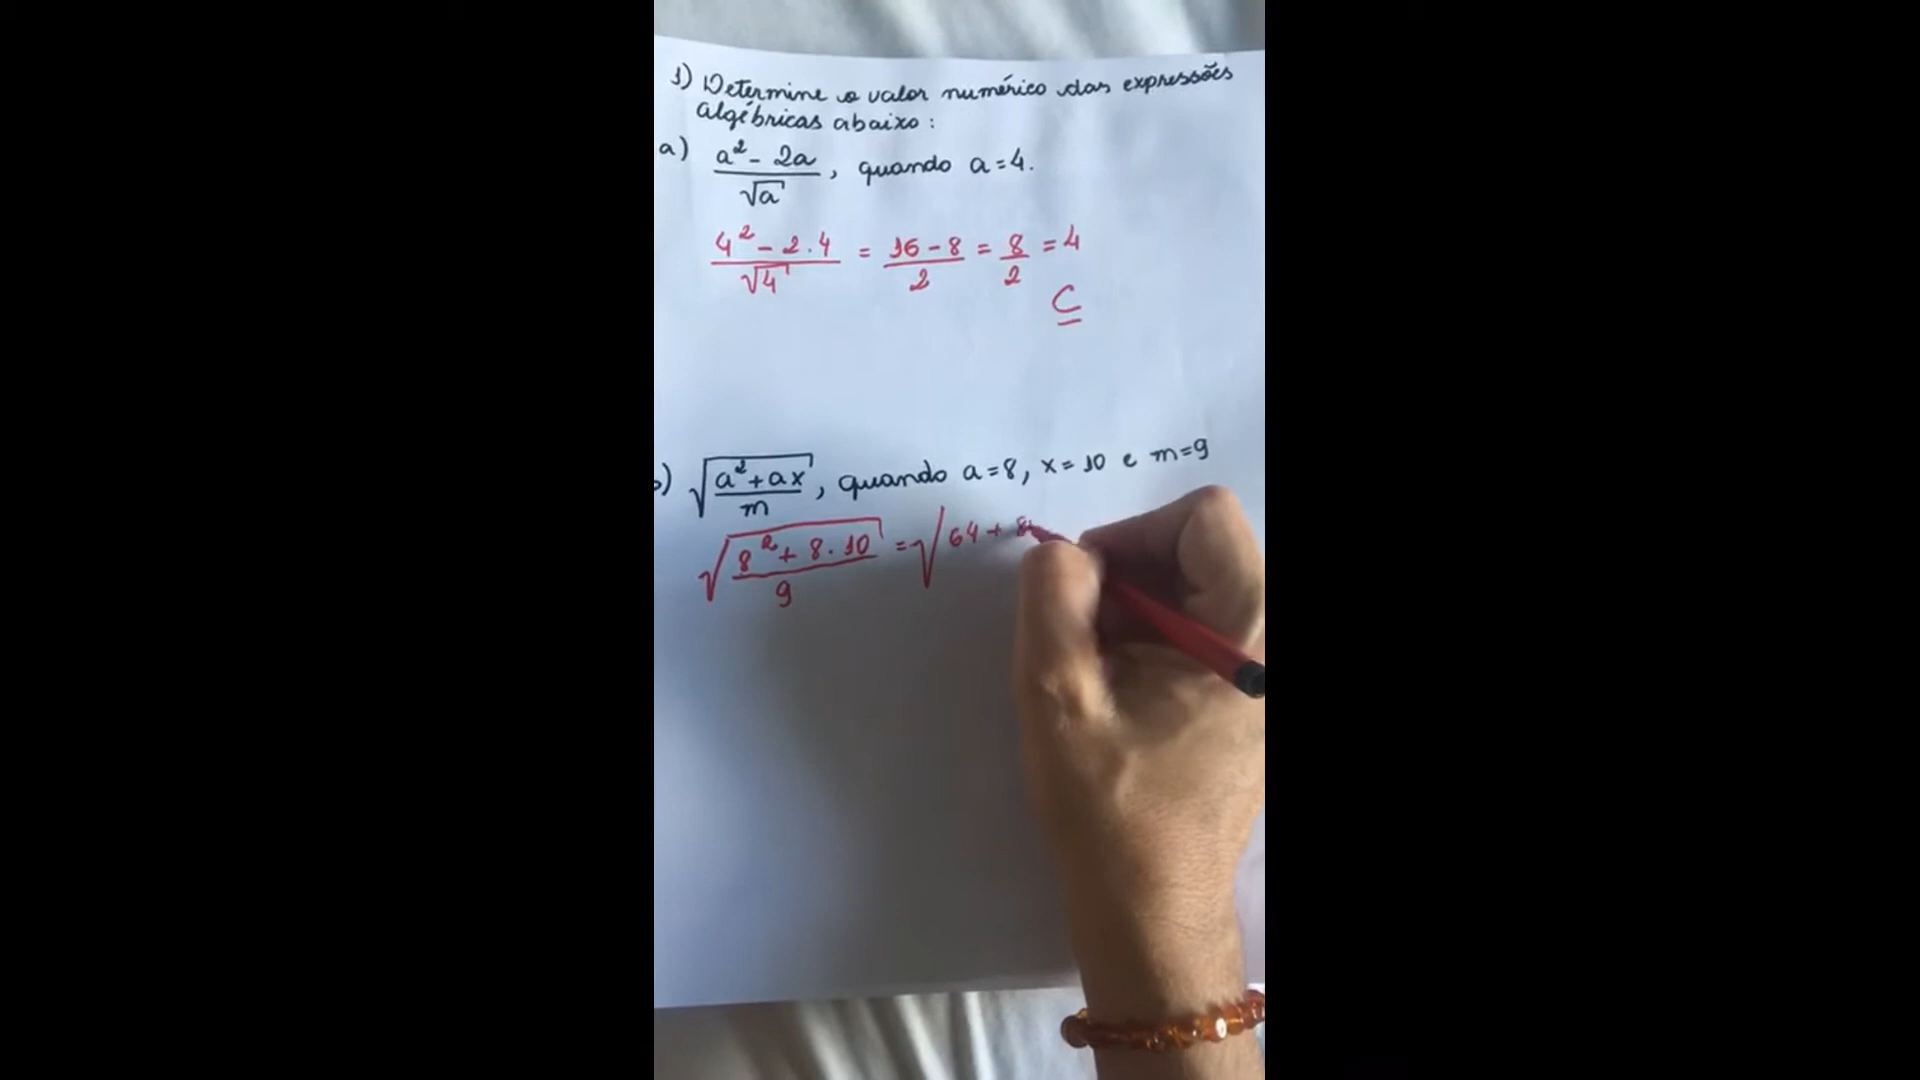 1) Determine o valor numérico das expressões
algébricas abaixo:
a) a² - 2a / √a, quando a = 4.
4² - 2.4 / √4 = 16 - 8 / 2 = 8 / 2 = 4
C
) √(a² + ax / m), quando a = 8, x = 10 e m = 9
√(8² + 8.10 / 9) = √64 + 8